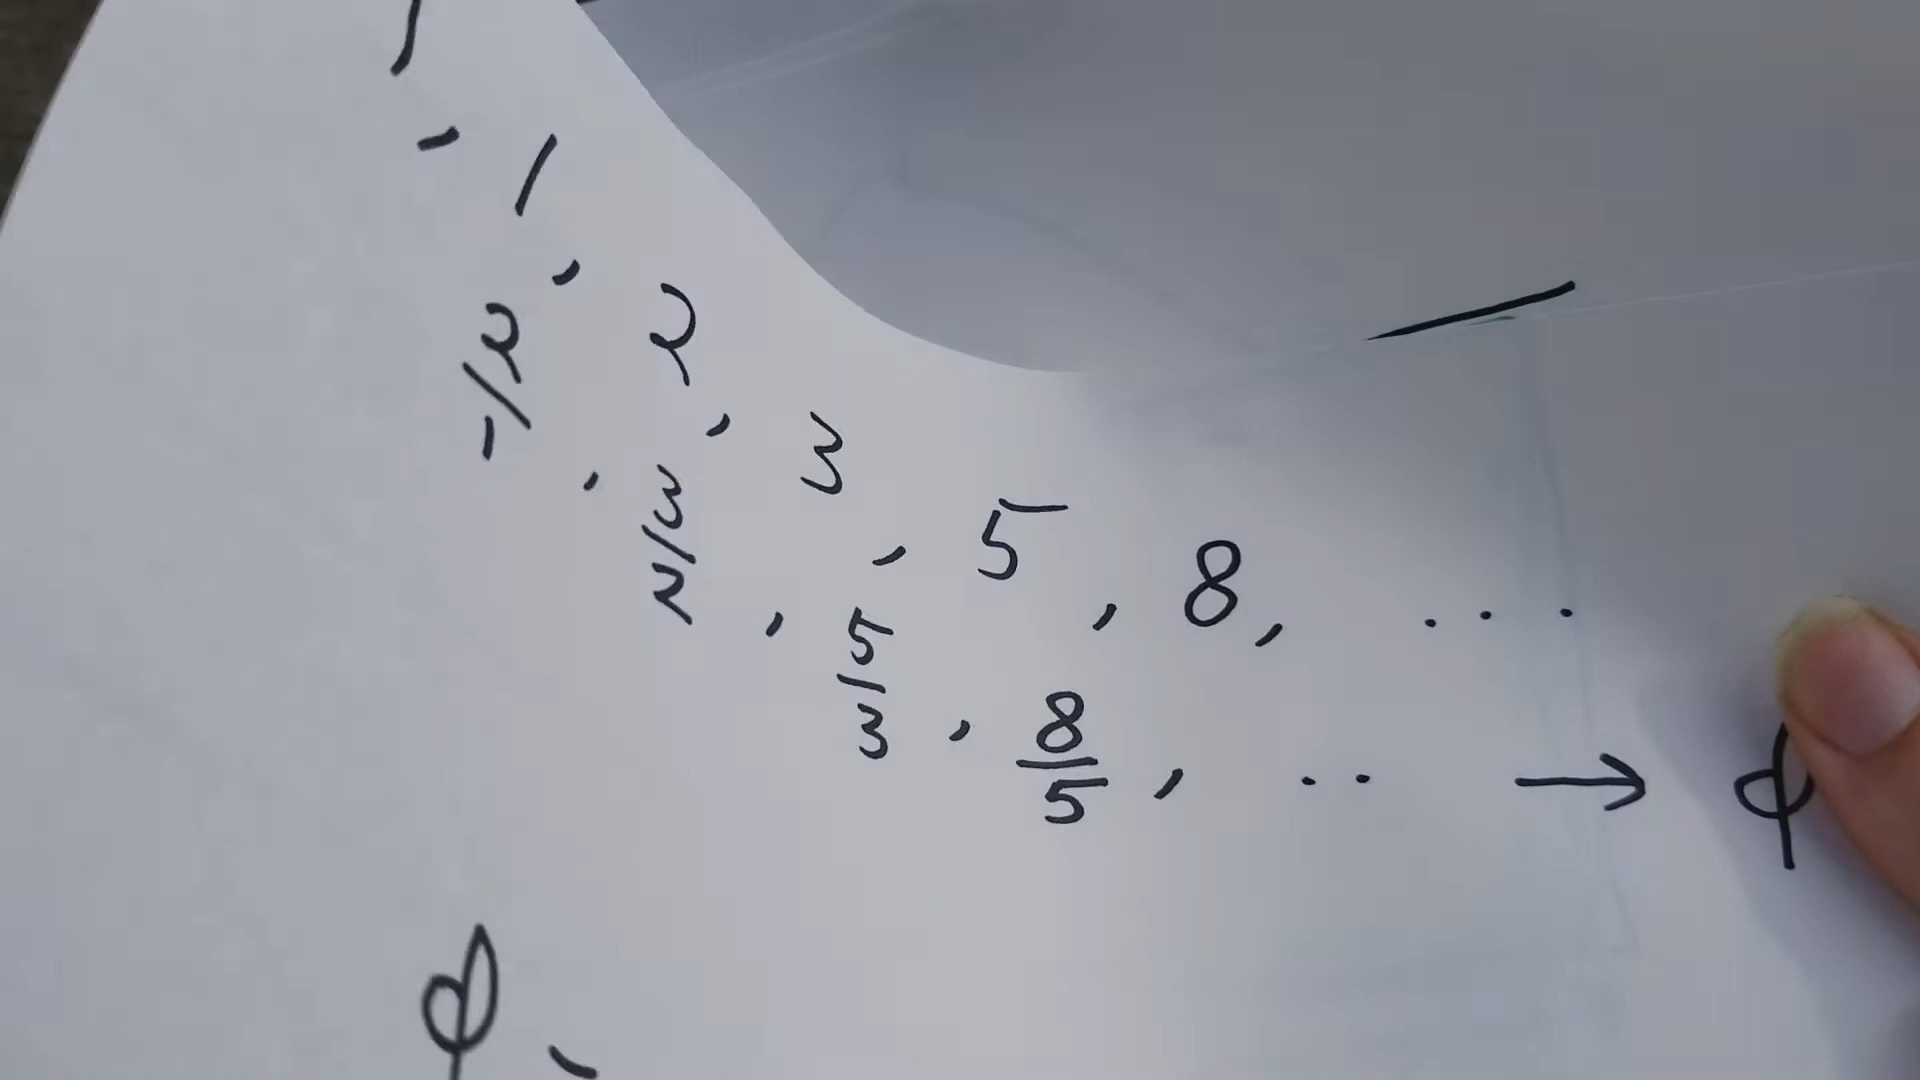 1, 1, 2, 3, 5, 8, ...
2/1, 3/2, 5/3, 8/5, .. → φ
φ,